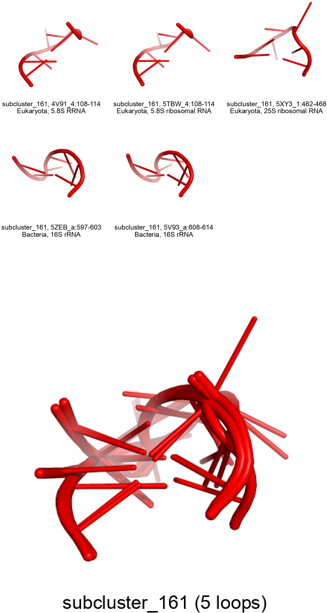 subcluster_161, 4V91_4:108-114
Eukaryota, 5.8S RRNA
subcluster_161, 5TBW_4:108-114
Eukaryota, 5.8S ribosomal RNA
subcluster_161, 5XY3_1:462-468
Eukaryota, 25S ribosomal RNA
subcluster_161, 5ZEB_a:597-603
Bacteria, 16S rRNA
subcluster_161, 5V93_a:608-614
Bacteria, 16S rRNA
subcluster_161 (5 loops)